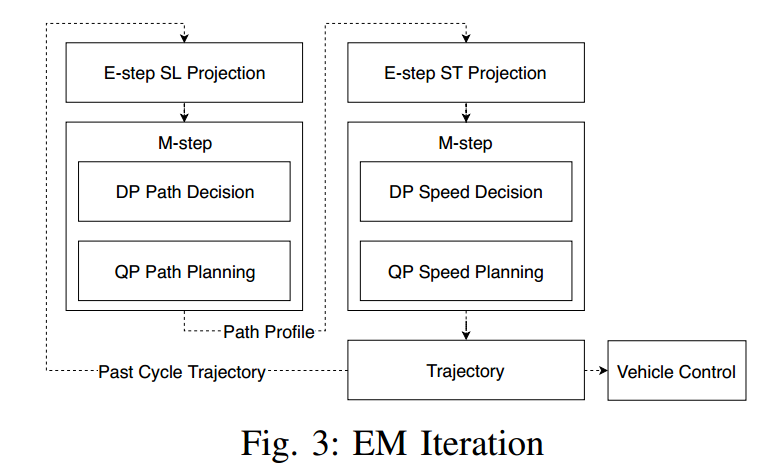 E-step SL Projection
M-step
DP Path Decision
QP Path Planning
Path Profile
E-step ST Projection
M-step
DP Speed Decision
QP Speed Planning
Past Cycle Trajectory
Trajectory
Vehicle Control
Fig. 3: EM Iteration